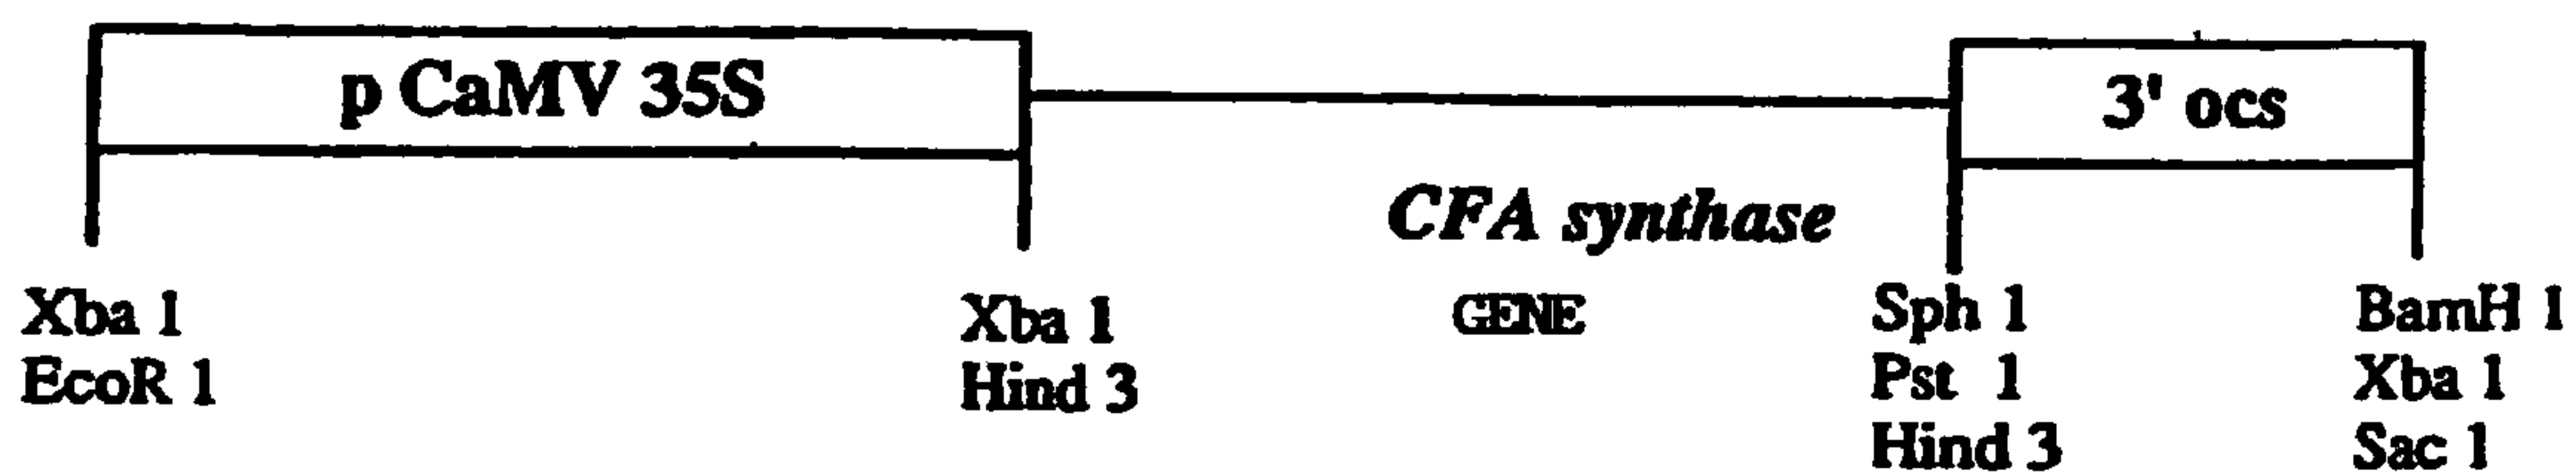 p CaMV 35S
3' ocs
CFA synthase
GENE
Xba 1
EcoR 1
Xba 1
Hind 3
Sph 1
Pst 1
Hind 3
BamH 1
Xba 1
Sac 1